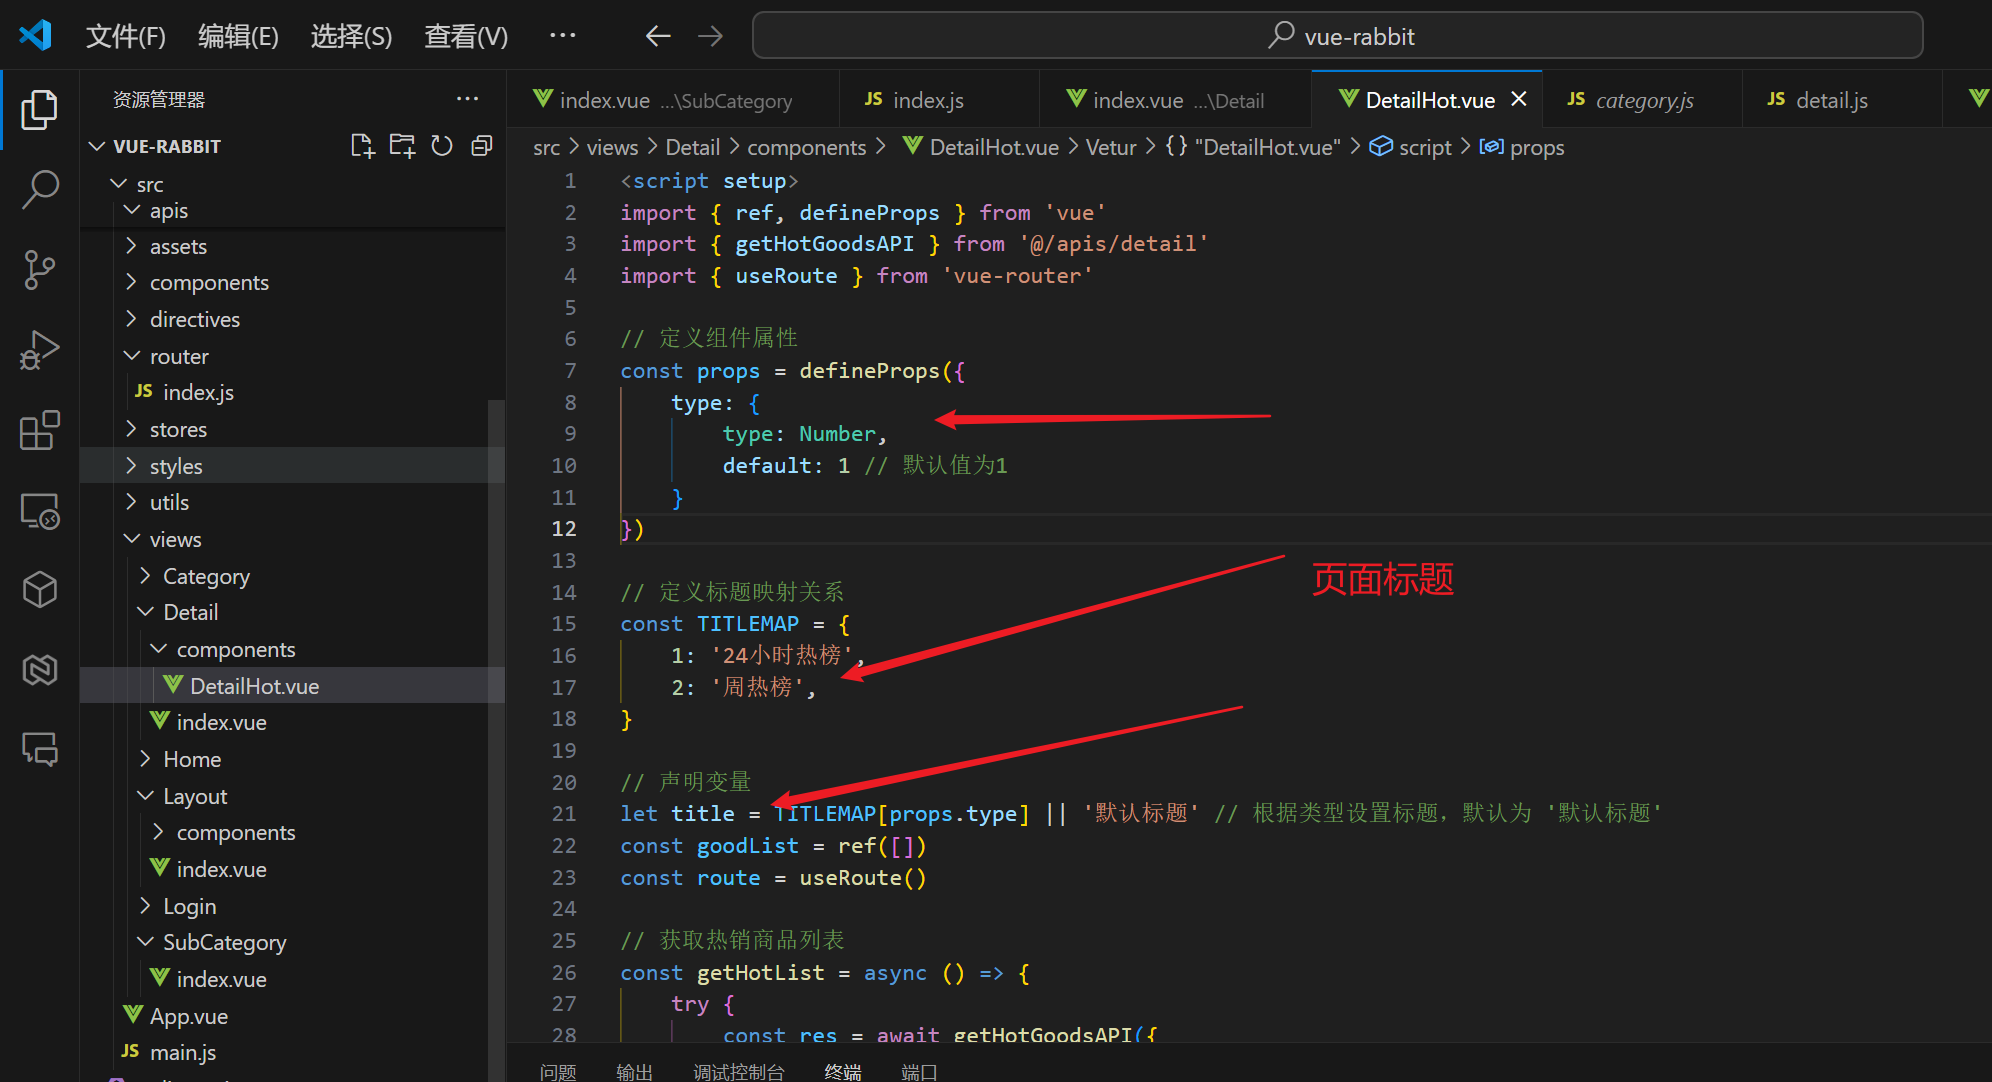 文件(F) 编辑(E) 选择(S) 查看(V) ··· vue-rabbit
资源管理器 ···
VUE-RABBIT
src
apis
assets
components
directives
router
JS index.js
stores
styles
utils
views
Category
Detail
components
DetailHot.vue
index.vue
Home
Layout
components
index.vue
Login
SubCategory
index.vue
App.vue
JS main.js
index.vue ...\SubCategory JS index.js index.vue ...\Detail DetailHot.vue JS category.js JS detail.js
src > views > Detail > components > DetailHot.vue > Vetur > {} "DetailHot.vue" > script > props
1 <script setup>
2 import { ref, defineProps } from 'vue'
3 import { getHotGoodsAPI } from '@/apis/detail'
4 import { useRoute } from 'vue-router'
5
6 // 定义组件属性
7 const props = defineProps({
8 type: {
9 type: Number,
10 default: 1 // 默认值为1
11 }
12 })
13
14 // 定义标题映射关系
15 const TITLEMAP = {
16 1: '24小时热榜',
17 2: '周热榜',
18 }
19
20 // 声明变量
21 let title = TITLEMAP[props.type] || '默认标题' // 根据类型设置标题，默认为 '默认标题'
22 const goodList = ref([])
23 const route = useRoute()
24
25 // 获取热销商品列表
26 const getHotList = async () => {
27 try {
28 const res = await getHotGoodsAPI({
页面标题
问题 输出 调试控制台 终端 端口